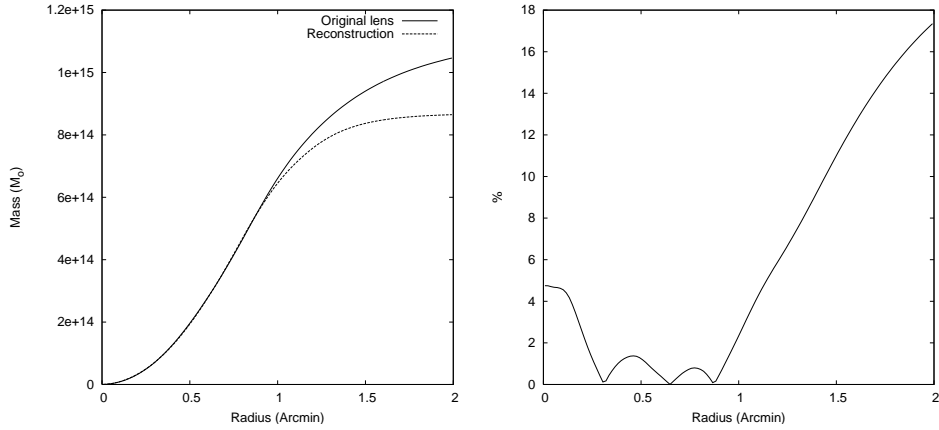 1.2e+15
1e+15
8e+14
6e+14
4e+14
2e+14
0
Mass (Mo)
Original lens
Reconstruction
0 0.5 1 1.5 2
Radius (Arcmin)
18
16
14
12
10
8
6
4
2
0
%
0 0.5 1 1.5 2
Radius (Arcmin)